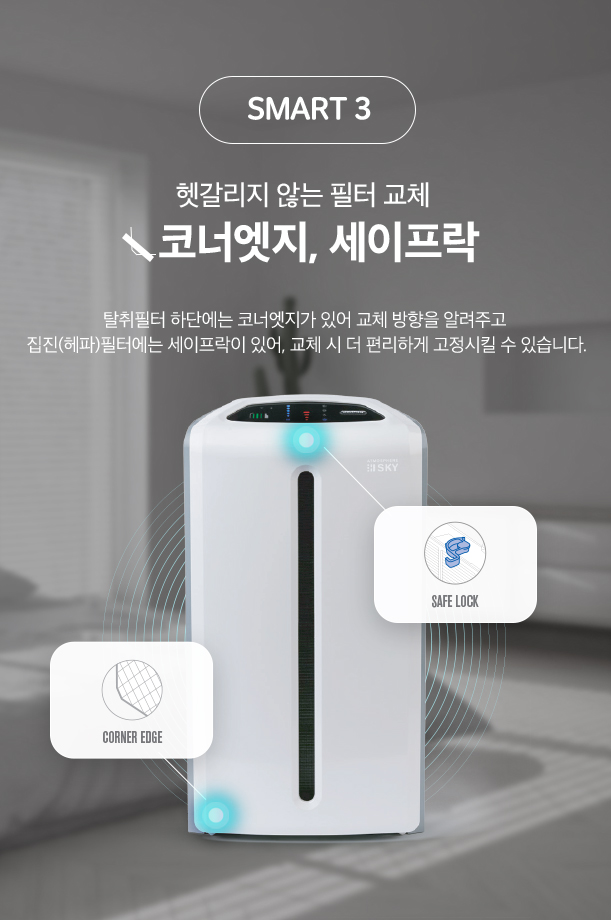 SMART 3
헷갈리지 않는 필터 교체
코너엣지, 세이프락
탈취필터 하단에는 코너엣지가 있어 교체 방향을 알려주고
집진(헤파)필터에는 세이프락이 있어, 교체 시 더 편리하게 고정시킬 수 있습니다.
SKY
SAFE LOCK
CORNER EDGE